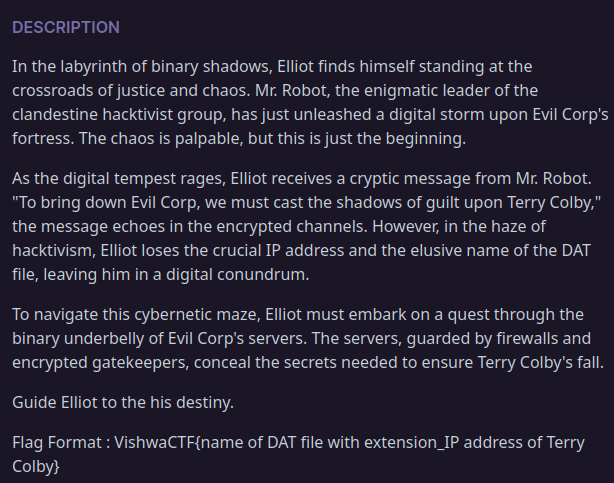 DESCRIPTION
In the labyrinth of binary shadows, Elliot finds himself standing at the
crossroads of justice and chaos. Mr. Robot, the enigmatic leader of the
clandestine hacktivist group, has just unleashed a digital storm upon Evil Corp's
fortress. The chaos is palpable, but this is just the beginning.
As the digital tempest rages, Elliot receives a cryptic message from Mr. Robot.
"To bring down Evil Corp, we must cast the shadows of guilt upon Terry Colby,"
the message echoes in the encrypted channels. However, in the haze of
hacktivism, Elliot loses the crucial IP address and the elusive name of the DAT
file, leaving him in a digital conundrum.
To navigate this cybernetic maze, Elliot must embark on a quest through the
binary underbelly of Evil Corp's servers. The servers, guarded by firewalls and
encrypted gatekeepers, conceal the secrets needed to ensure Terry Colby's fall.
Guide Elliot to the his destiny.
Flag Format : VishwaCTF{name of DAT file with extension_IP address of Terry
Colby}